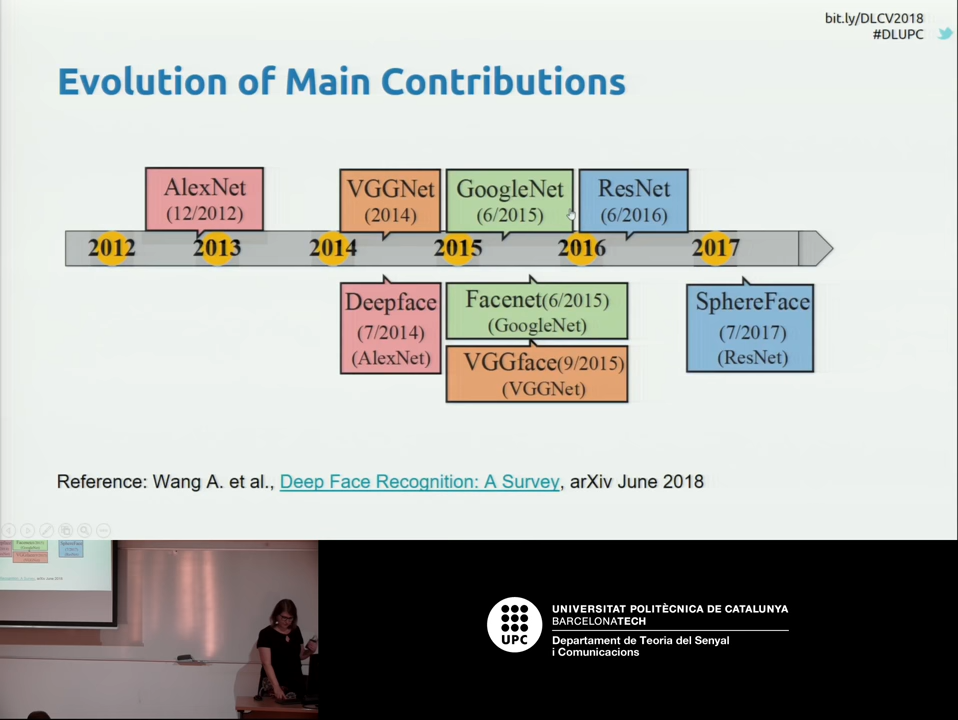 bit.ly/DLCV2018
#DLUPC
Evolution of Main Contributions
AlexNet
(12/2012)
VGGNet
(2014)
GoogleNet
(6/2015)
ResNet
(6/2016)
2012 2013 2014 2015 2016 2017
Deepface
(7/2014)
(AlexNet)
Facenet(6/2015)
(GoogleNet)
VGGface(9/2015)
(VGGNet)
SphereFace
(7/2017)
(ResNet)
Reference: Wang A. et al., Deep Face Recognition: A Survey, arXiv June 2018
UPC
UNIVERSITAT POLITÈCNICA DE CATALUNYA
BARCELONATECH
Departament de Teoria del Senyal
i Comunicacions